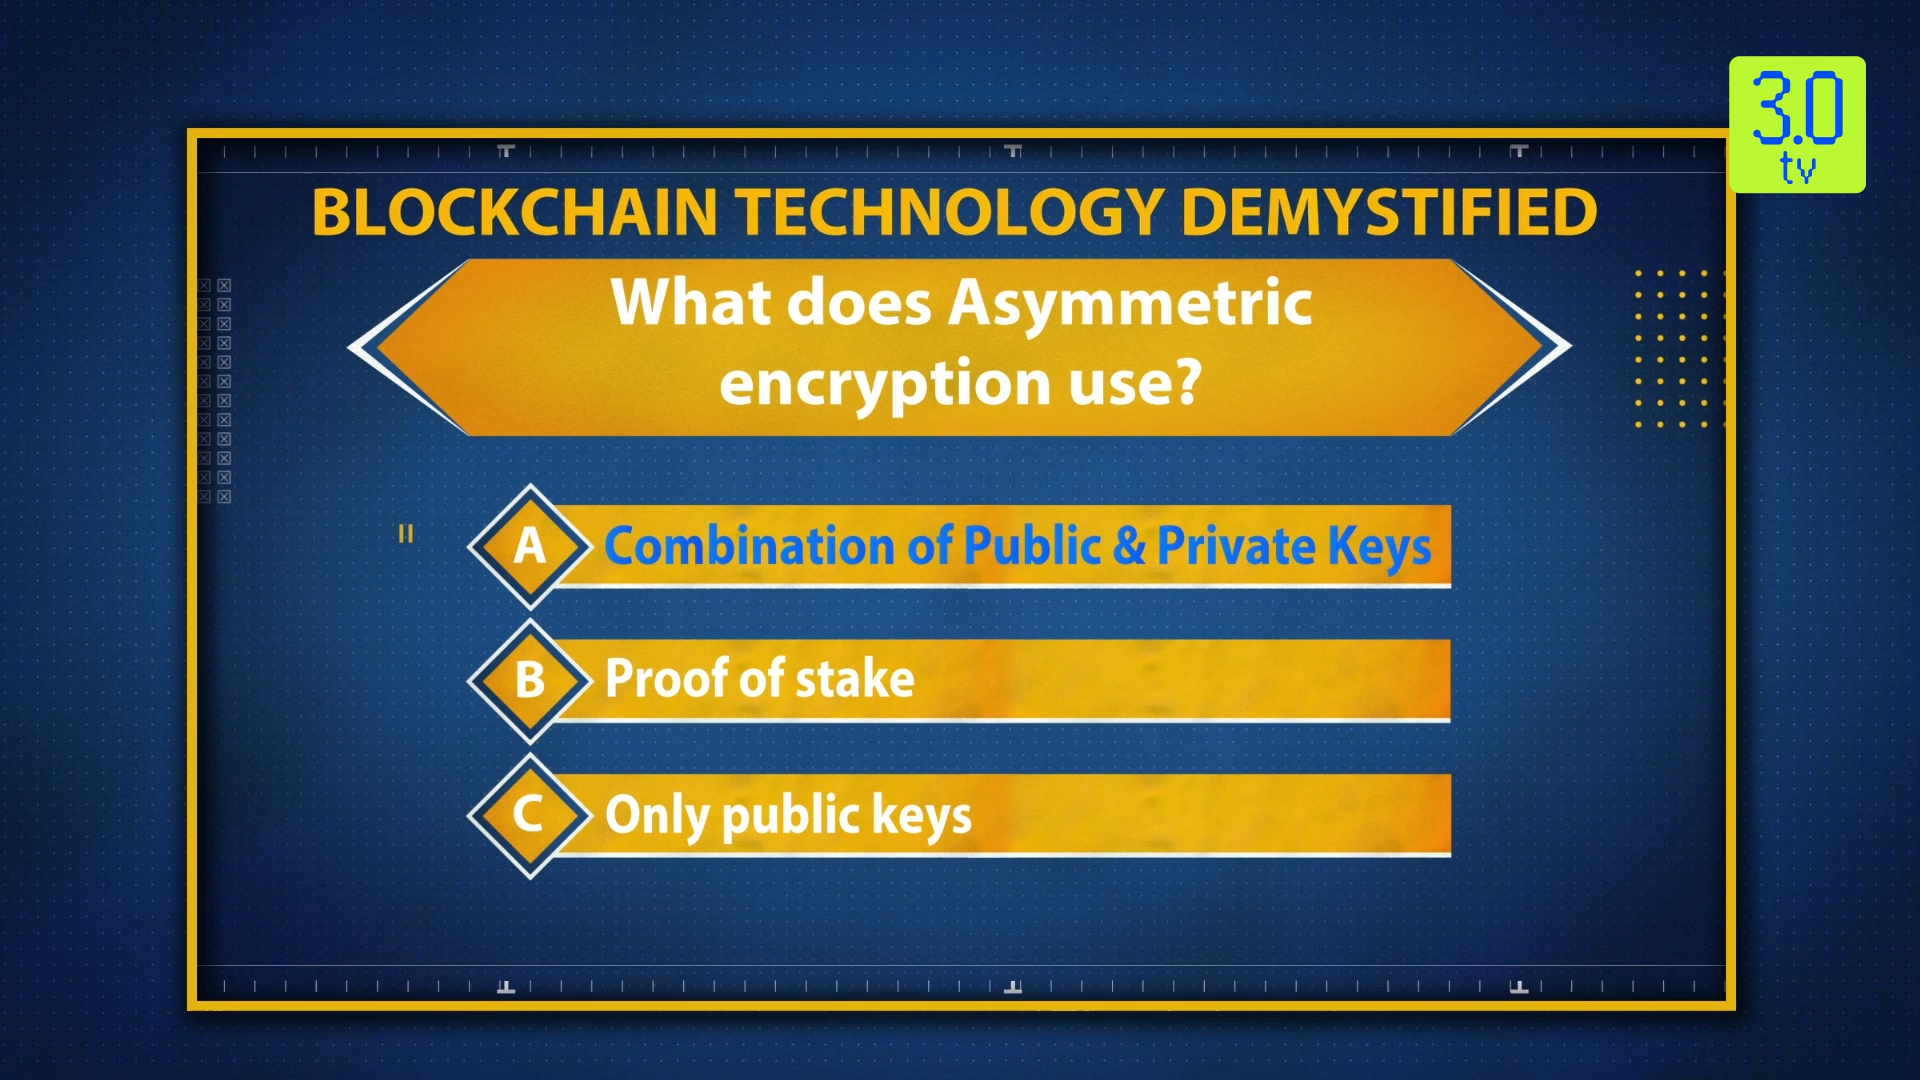 3.0
tv
BLOCKCHAIN TECHNOLOGY DEMYSTIFIED
What does Asymmetric
encryption use?
A Combination of Public & Private Keys
B Proof of stake
C Only public keys